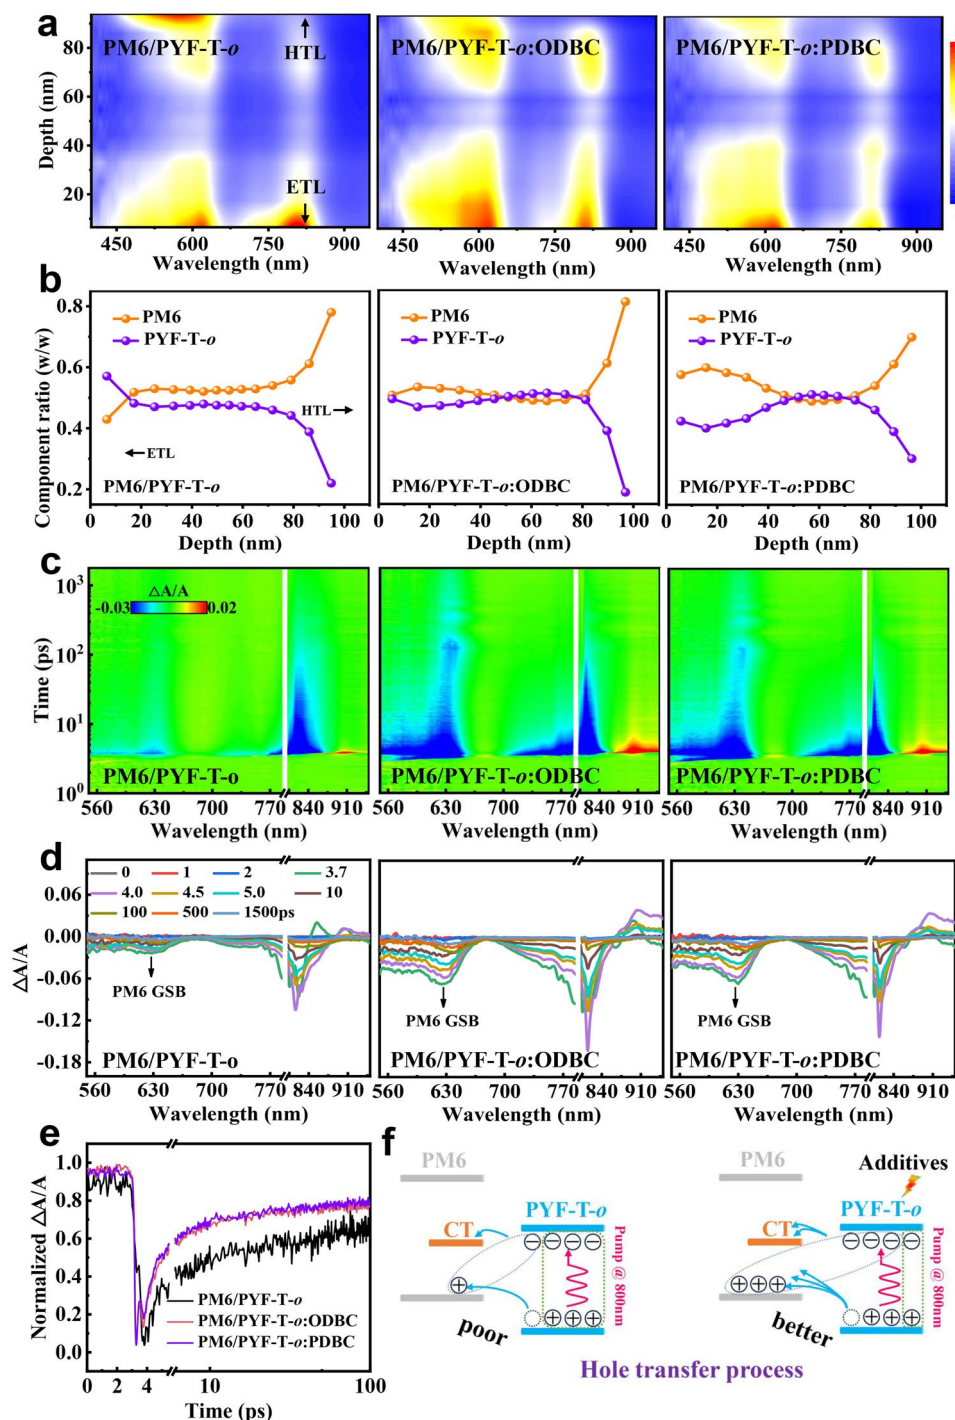 a
PM6/PYF-T-o
HTL
ETL
PM6/PYF-T-o:ODBC
PM6/PYF-T-o:PDBC
Depth (nm)
80
60
40
20
450 600 750 900
450 600 750 900
450 600 750 900
Wavelength (nm)
Wavelength (nm)
Wavelength (nm)
b
Component ratio (w/w)
0.8
0.6
0.4
0.2
PM6
PYF-T-o
HTL
ETL
PM6/PYF-T-o
PM6
PYF-T-o
PM6/PYF-T-o:ODBC
PM6
PYF-T-o
PM6/PYF-T-o:PDBC
0 20 40 60 80 100
0 20 40 60 80 100
0 20 40 60 80 100
Depth (nm)
Depth (nm)
Depth (nm)
c
△A/A
-0.03 0.02
Time (ps)
10³
10²
10¹
10⁰
PM6/PYF-T-o
PM6/PYF-T-o:ODBC
PM6/PYF-T-o:PDBC
560 630 700 770 840 910
560 630 700 770 840 910
560 630 700 770 840 910
Wavelength (nm)
Wavelength (nm)
Wavelength (nm)
d
0 1 2 3.7
4.0 4.5 5.0 10
100 500 1500ps
△A/A
0.06
0.00
-0.06
-0.12
-0.18
PM6 GSB
PM6/PYF-T-o
PM6 GSB
PM6/PYF-T-o:ODBC
PM6 GSB
PM6/PYF-T-o:PDBC
560 630 700 770 840 910
560 630 700 770 840 910
560 630 700 770 840 910
Wavelength (nm)
Wavelength (nm)
Wavelength (nm)
e
Normalized △A/A
1.0
0.8
0.6
0.4
0.2
0.0
PM6/PYF-T-o
PM6/PYF-T-o:ODBC
PM6/PYF-T-o:PDBC
0 2 4 10 100
Time (ps)
f
PM6
PYF-T-o
CT
Pump @ 800nm
poor
PM6
Additives
PYF-T-o
CT
Pump @ 800nm
better
Hole transfer process